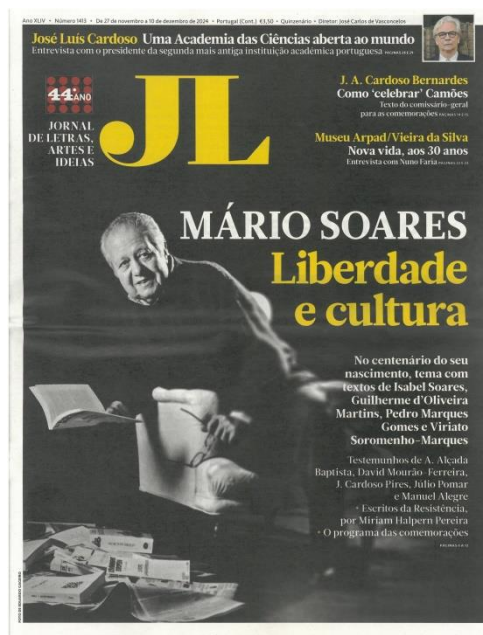 Ano XLIV • Número 1413 • De 27 de novembro a 10 de dezembro de 2024 • Portugal (Cont.) €3,50 • Quinzenário • Diretor: José Carlos de Vasconcelos
José Luís Cardoso Uma Academia das Ciências aberta ao mundo
Entrevista com o presidente da segunda mais antiga instituição académica portuguesa
44º ANO
JORNAL
DE LETRAS,
ARTES E
IDEIAS
JL
J. A. Cardoso Bernardes
Como ‘celebrar’ Camões
Texto do comissário-geral
para as comemorações
Museu Arpad/Vieira da Silva
Nova vida, aos 30 anos
Entrevista com Nuno Faria
MÁRIO SOARES
Liberdade
e cultura
No centenário do seu
nascimento, tema com
textos de Isabel Soares,
Guilherme d’Oliveira
Martins, Pedro Marques
Gomes e Viriato
Soromenho-Marques
Testemunhos de A. Alçada
Baptista, David Mourão-Ferreira,
J. Cardoso Pires, Júlio Pomar
e Manuel Alegre
• Escritos da Resistência,
por Miriam Halpern Pereira
• O programa das comemorações